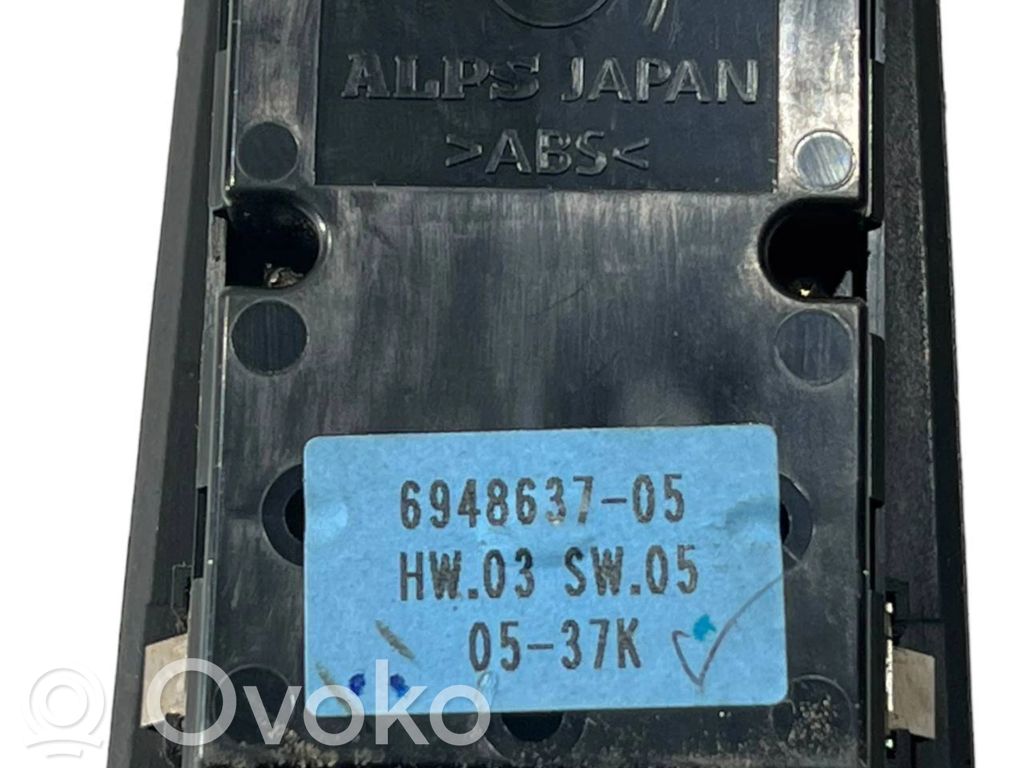 ALPS JAPAN
>ABS<
6948637-05
HW.03 SW.05
05-37K
Ovoko